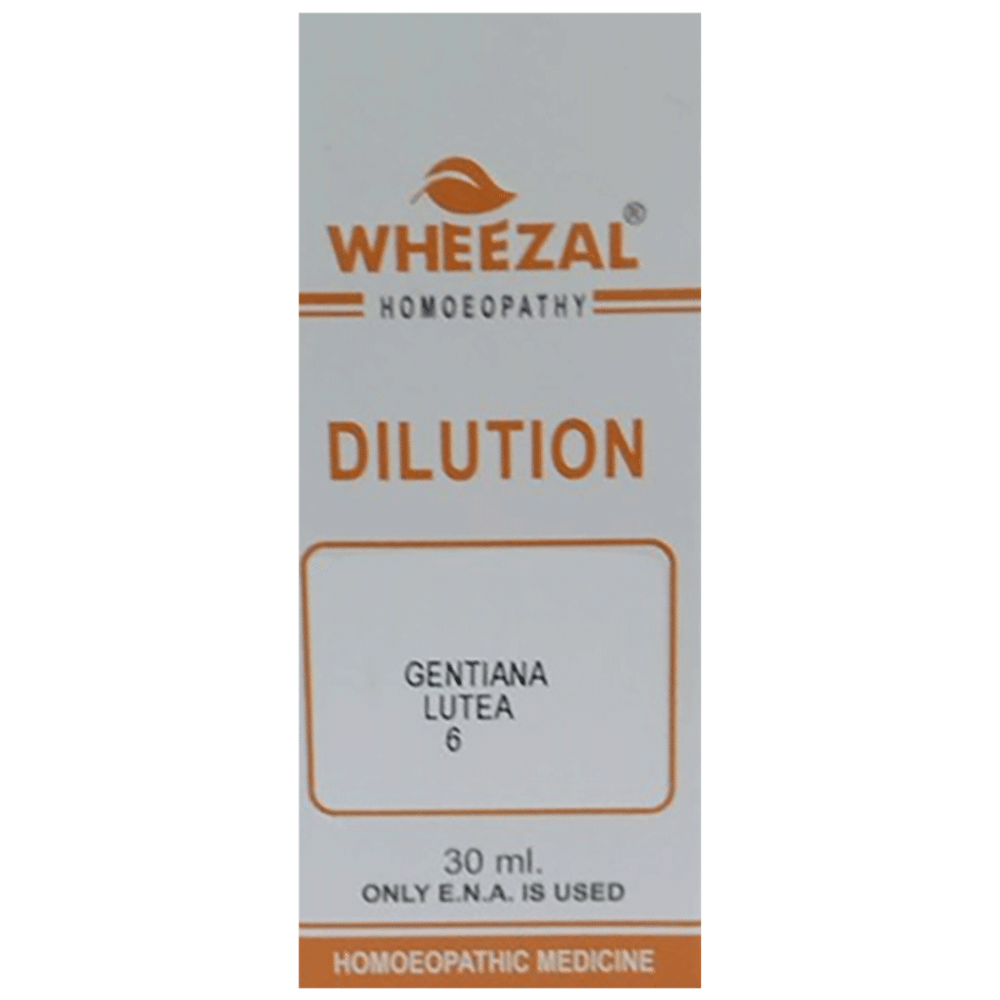 WHEEZAL®
HOMOEOPATHY
DILUTION
GENTIANA
LUTEA
6
30 ml.
ONLY E.N.A. IS USED
HOMOEOPATHIC MEDICINE